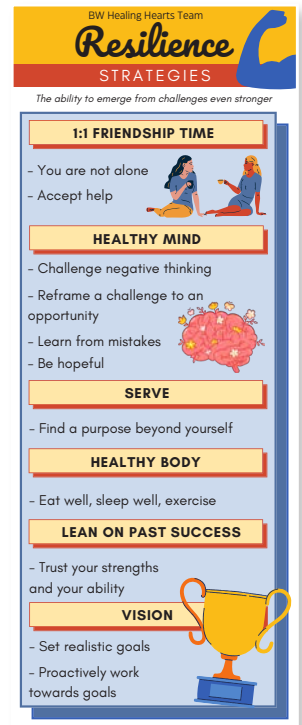 BW Healing Hearts Team
Resilience
STRATEGIES
The ability to emerge from challenges even stronger
1:1 FRIENDSHIP TIME
- You are not alone
- Accept help
HEALTHY MIND
- Challenge negative thinking
- Reframe a challenge to an
opportunity
- Learn from mistakes
- Be hopeful
SERVE
- Find a purpose beyond yourself
HEALTHY BODY
- Eat well, sleep well, exercise
LEAN ON PAST SUCCESS
- Trust your strengths
and your ability
VISION
- Set realistic goals
- Proactively work
towards goals